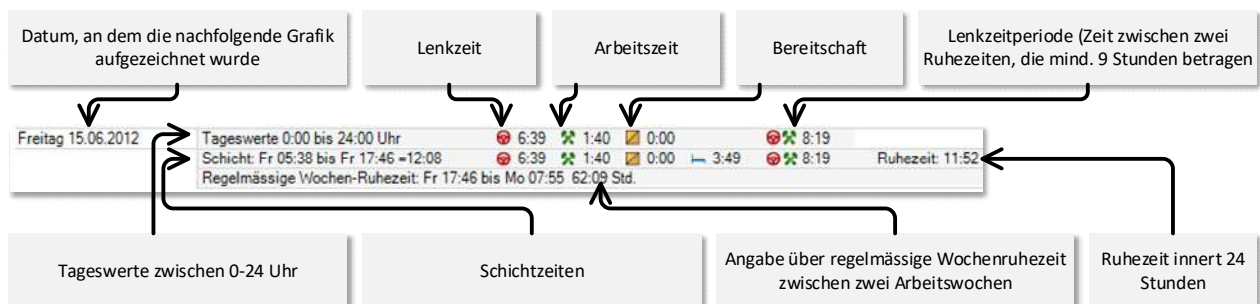 Datum, an dem die nachfolgende Grafik
aufgezeichnet wurde
Lenkzeit
Arbeitszeit
Bereitschaft
Lenkzeitperiode (Zeit zwischen zwei
Ruhezeiten, die mind. 9 Stunden betragen
Freitag 15.06.2012
Tageswerte 0:00 bis 24:00 Uhr 6:39 1:40 0:00 8:19
Schicht: Fr 05:38 bis Fr 17:46 =12:08 6:39 1:40 0:00 3:49 8:19 Ruhezeit: 11:52
Regelmässige Wochen-Ruhezeit: Fr 17:46 bis Mo 07:55 62:09 Std.
Tageswerte zwischen 0-24 Uhr
Schichtzeiten
Angabe über regelmässige Wochenruhezeit
zwischen zwei Arbeitswochen
Ruhezeit innert 24
Stunden